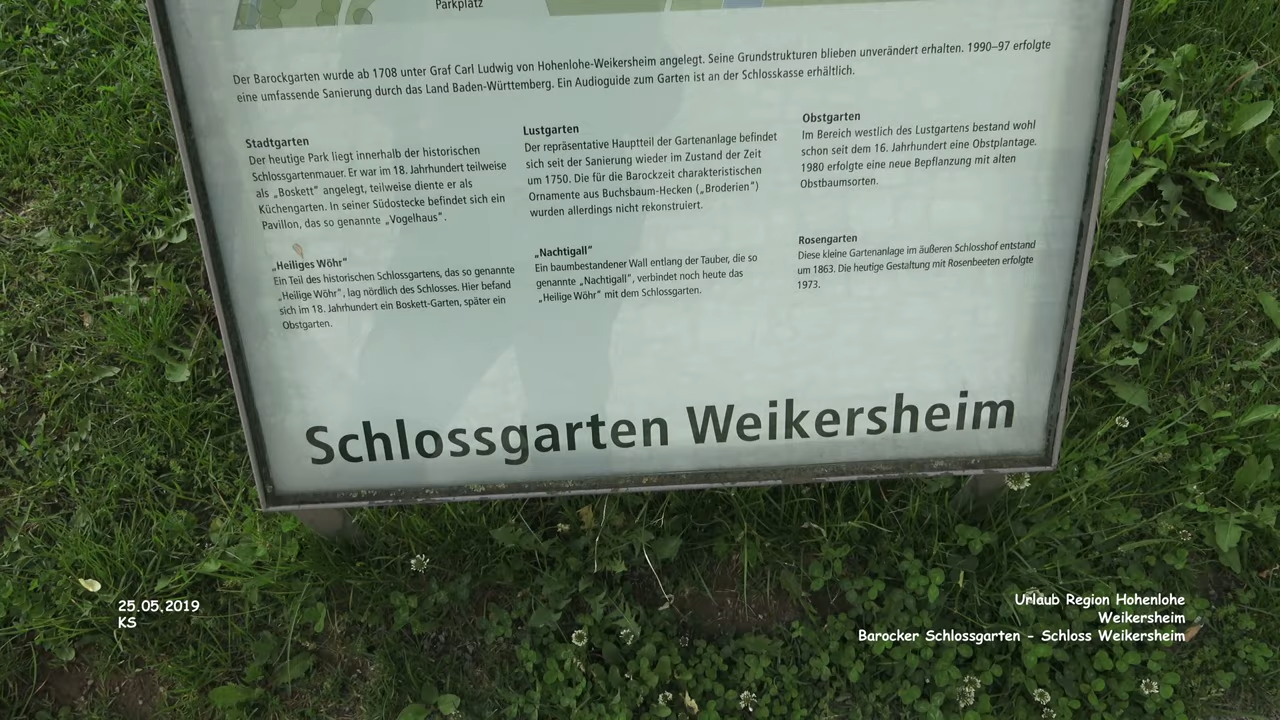 Parkplatz
Der Barockgarten wurde ab 1708 unter Graf Carl Ludwig von Hohenlohe-Weikersheim angelegt. Seine Grundstrukturen blieben unverändert erhalten. 1990–97 erfolgte
eine umfassende Sanierung durch das Land Baden-Württemberg. Ein Audioguide zum Garten ist an der Schlosskasse erhältlich.
Stadtgarten
Der heutige Park liegt innerhalb der historischen
Schlossgartenmauer. Er war im 18. Jahrhundert teilweise
als „Boskett" angelegt, teilweise diente er als
Küchengarten. In seiner Südostecke befindet sich ein
Pavillon, das so genannte „Vogelhaus".
Lustgarten
Der repräsentative Hauptteil der Gartenanlage befindet
sich seit der Sanierung wieder im Zustand der Zeit
um 1750. Die für die Barockzeit charakteristischen
Ornamente aus Buchsbaum-Hecken („Broderien")
wurden allerdings nicht rekonstruiert.
Obstgarten
Im Bereich westlich des Lustgartens bestand wohl
schon seit dem 16. Jahrhundert eine Obstplantage.
1980 erfolgte eine neue Bepflanzung mit alten
Obstbaumsorten.
„Heiliges Wöhr"
Ein Teil des historischen Schlossgartens, das so genannte
„Heilige Wöhr", lag nördlich des Schlosses. Hier befand
sich im 18. Jahrhundert ein Boskett-Garten, später ein
Obstgarten.
„Nachtigall"
Ein baumbestandener Wall entlang der Tauber, die so
genannte „Nachtigall", verbindet noch heute das
„Heilige Wöhr" mit dem Schlossgarten.
Rosengarten
Diese kleine Gartenanlage im äußeren Schlosshof entstand
um 1863. Die heutige Gestaltung mit Rosenbeeten erfolgte
1973.
Schlossgarten Weikersheim
25.05.2019
KS
Urlaub Region Hohenlohe
Weikersheim
Barocker Schlossgarten - Schloss Weikersheim